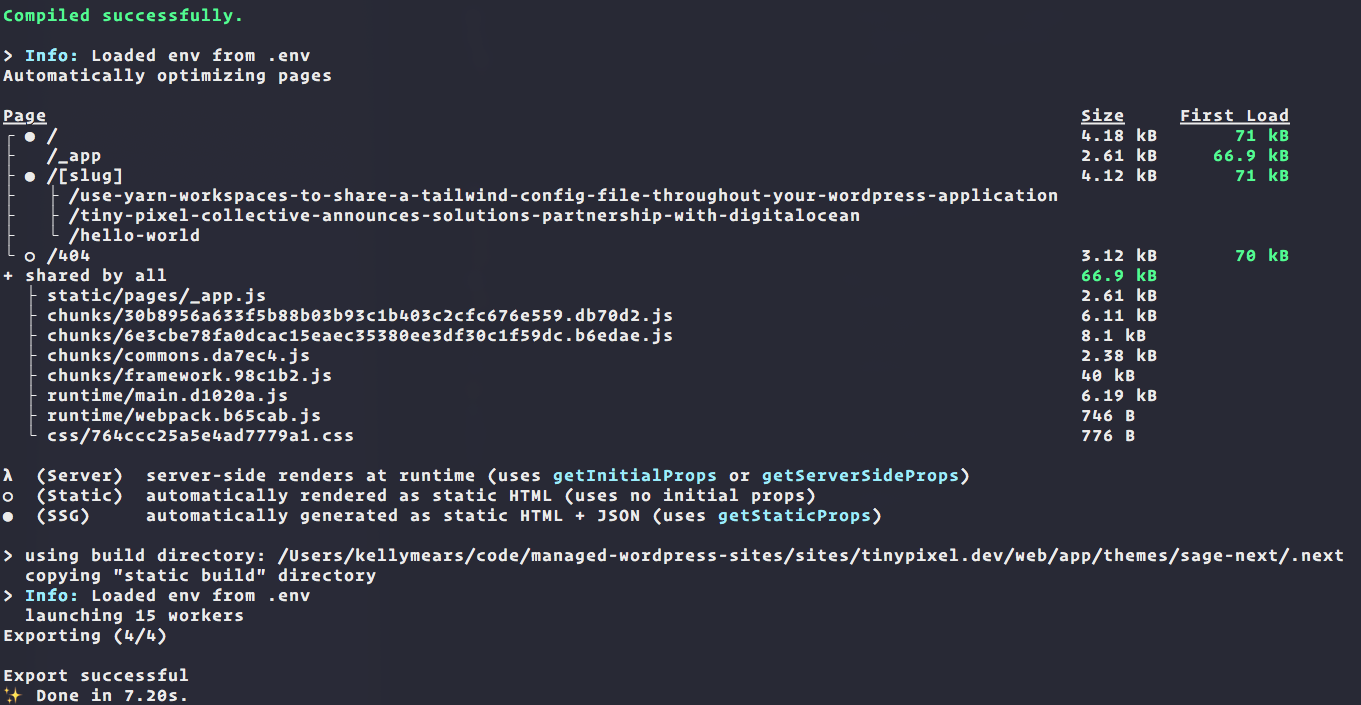 Compiled successfully.
> Info: Loaded env from .env
Automatically optimizing pages
Page Size First Load
┌ ● / 4.18 kB 71 kB
├ /_app 2.61 kB 66.9 kB
├ ● /[slug] 4.12 kB 71 kB
├ ├ /use-yarn-workspaces-to-share-a-tailwind-config-file-throughout-your-wordpress-application
├ ├ /tiny-pixel-collective-announces-solutions-partnership-with-digitalocean
├ └ /hello-world
└ ○ /404 3.12 kB 70 kB
+ shared by all 66.9 kB
├ static/pages/_app.js 2.61 kB
├ chunks/30b8956a633f5b88b03b93c1b403c2cfc676e559.db70d2.js 6.11 kB
├ chunks/6e3cbe78fa0dcac15eaec35380ee3df30c1f59dc.b6edae.js 8.1 kB
├ chunks/commons.da7ec4.js 2.38 kB
├ chunks/framework.98c1b2.js 40 kB
├ runtime/main.d1020a.js 6.19 kB
├ runtime/webpack.b65cab.js 746 B
└ css/764ccc25a5e4ad7779a1.css 776 B
λ (Server) server-side renders at runtime (uses getInitialProps or getServerSideProps)
○ (Static) automatically rendered as static HTML (uses no initial props)
● (SSG) automatically generated as static HTML + JSON (uses getStaticProps)
> using build directory: /Users/kellymears/code/managed-wordpress-sites/sites/tinypixel.dev/web/app/themes/sage-next/.next
copying "static build" directory
> Info: Loaded env from .env
launching 15 workers
Exporting (4/4)
Export successful
✨ Done in 7.20s.